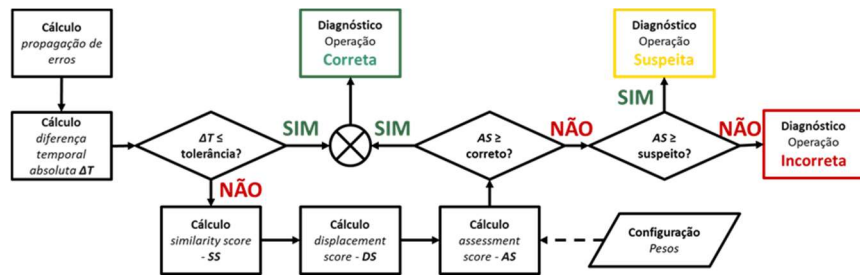 Cálculo
propagação de
erros
Cálculo
diferença
temporal
absoluta ΔT
ΔT ≤
tolerância?
SIM
NÃO
Diagnóstico
Operação
Correta
SIM
AS ≥
correto?
NÃO
Diagnóstico
Operação
Suspeita
SIM
AS ≥
suspeito?
NÃO
Diagnóstico
Operação
Incorreta
Cálculo
similarity score
- SS
Cálculo
displacement
score - DS
Cálculo
assessment
score - AS
Configuração
Pesos